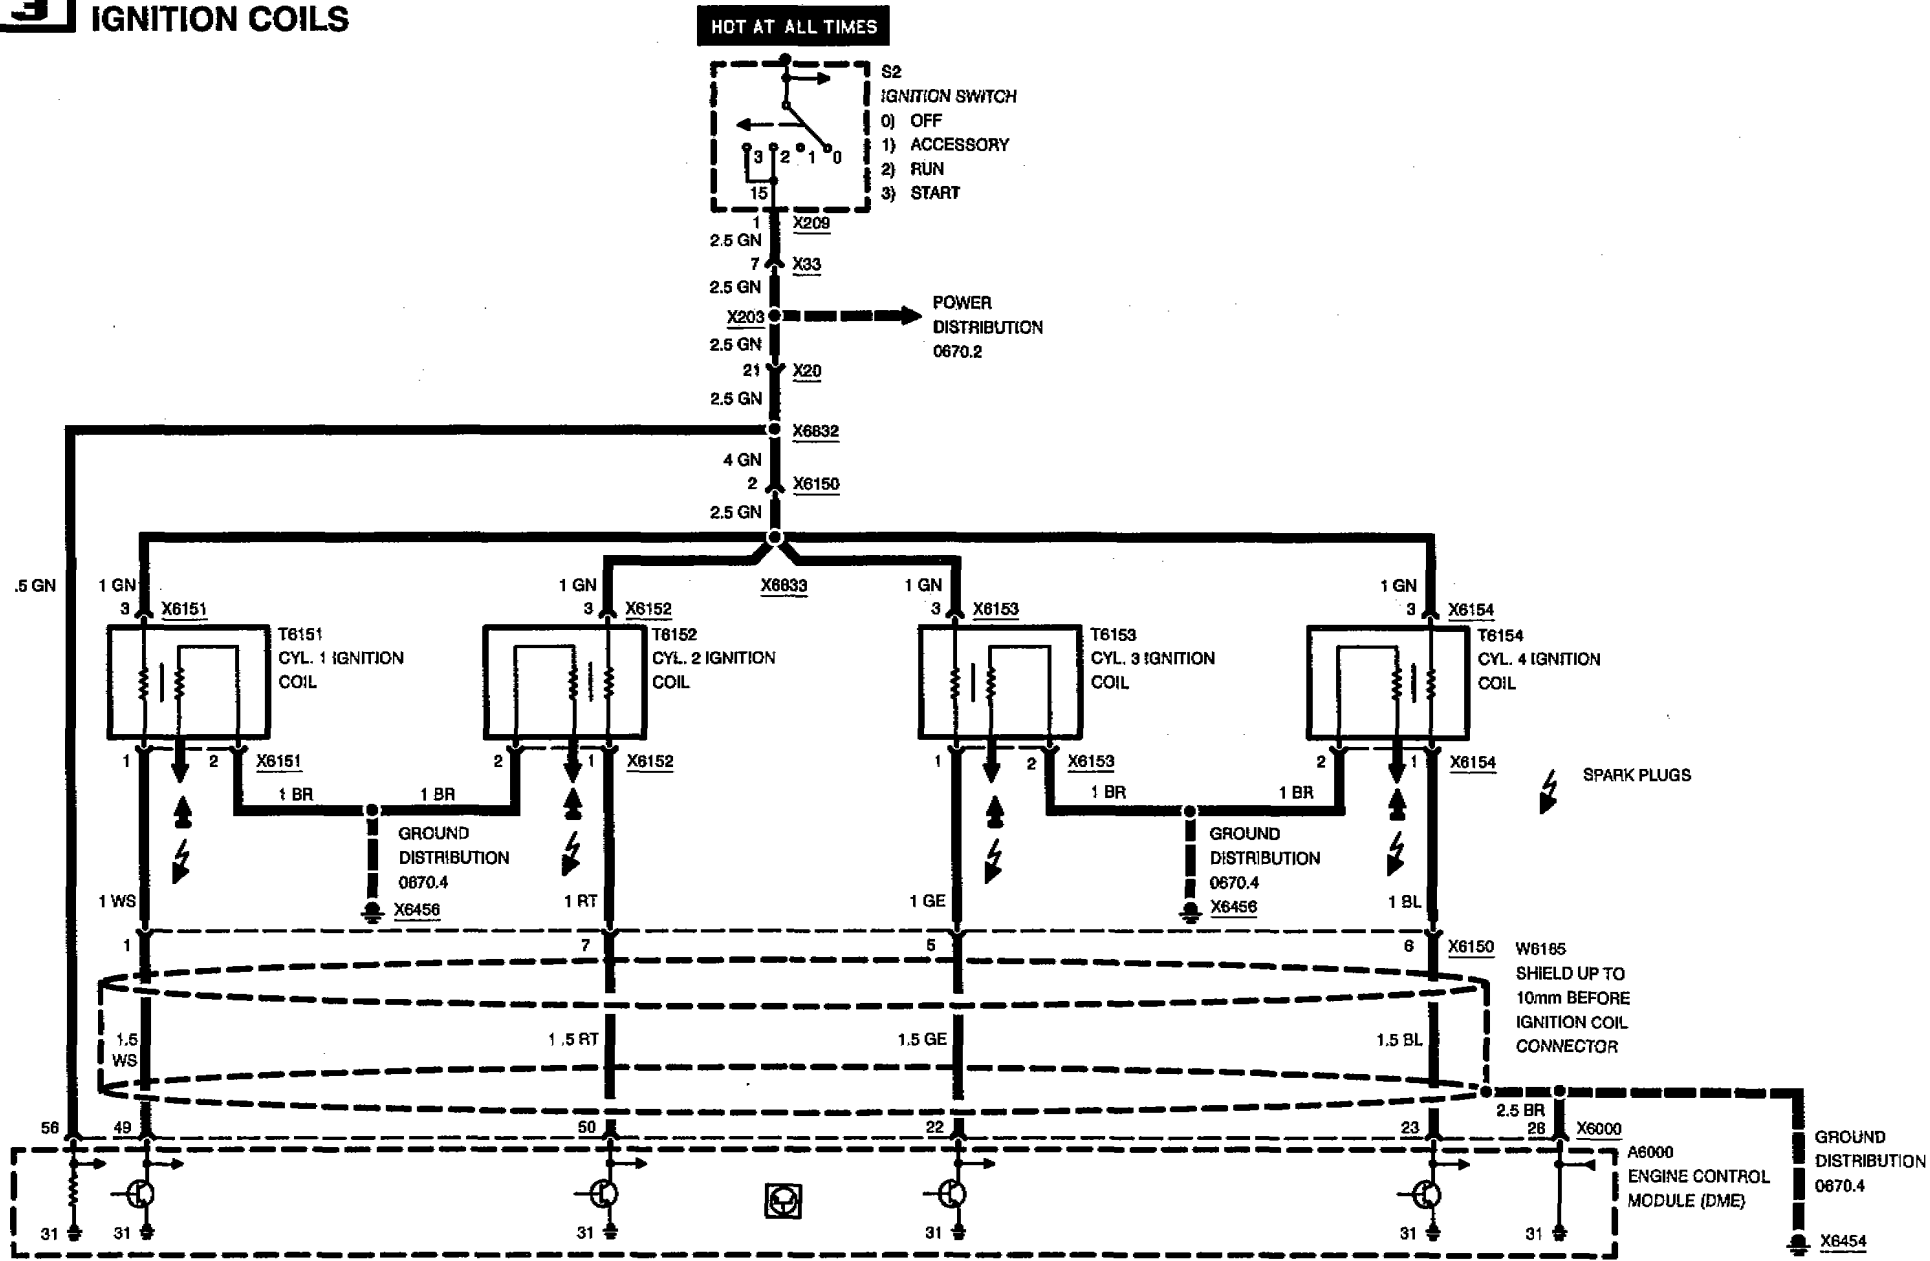 3
IGNITION COILS
HOT AT ALL TIMES
S2
IGNITION SWITCH
0) OFF
1) ACCESSORY
2) RUN
3) START
3 2 1 0
15
1 X209
2.5 GN
7 X33
2.5 GN
X203
POWER
DISTRIBUTION
0670.2
2.5 GN
21 X20
2.5 GN
X6832
4 GN
2 X6150
2.5 GN
X6833
.5 GN
1 GN
1 GN
1 GN
1 GN
3 X6151
3 X6152
3 X6153
3 X6154
T6151
CYL. 1 IGNITION
COIL
T6152
CYL. 2 IGNITION
COIL
T6153
CYL. 3 IGNITION
COIL
T6154
CYL. 4 IGNITION
COIL
1 2 X6151
2 1 X6152
1 2 X6153
2 1 X6154
SPARK PLUGS
1 BR
1 BR
1 BR
1 BR
GROUND
DISTRIBUTION
0670.4
X6456
GROUND
DISTRIBUTION
0670.4
X6456
1 WS
1 RT
1 GE
1 BL
1 7 5 6 X6150
W6185
SHIELD UP TO
10mm BEFORE
IGNITION COIL
CONNECTOR
1.5
WS
1.5 RT
1.5 GE
1.5 BL
2.5 BR
56 49 50 22 23 28 X6000
A6000
ENGINE CONTROL
MODULE (DME)
GROUND
DISTRIBUTION
0670.4
31 31 31 31 31 31
X6454